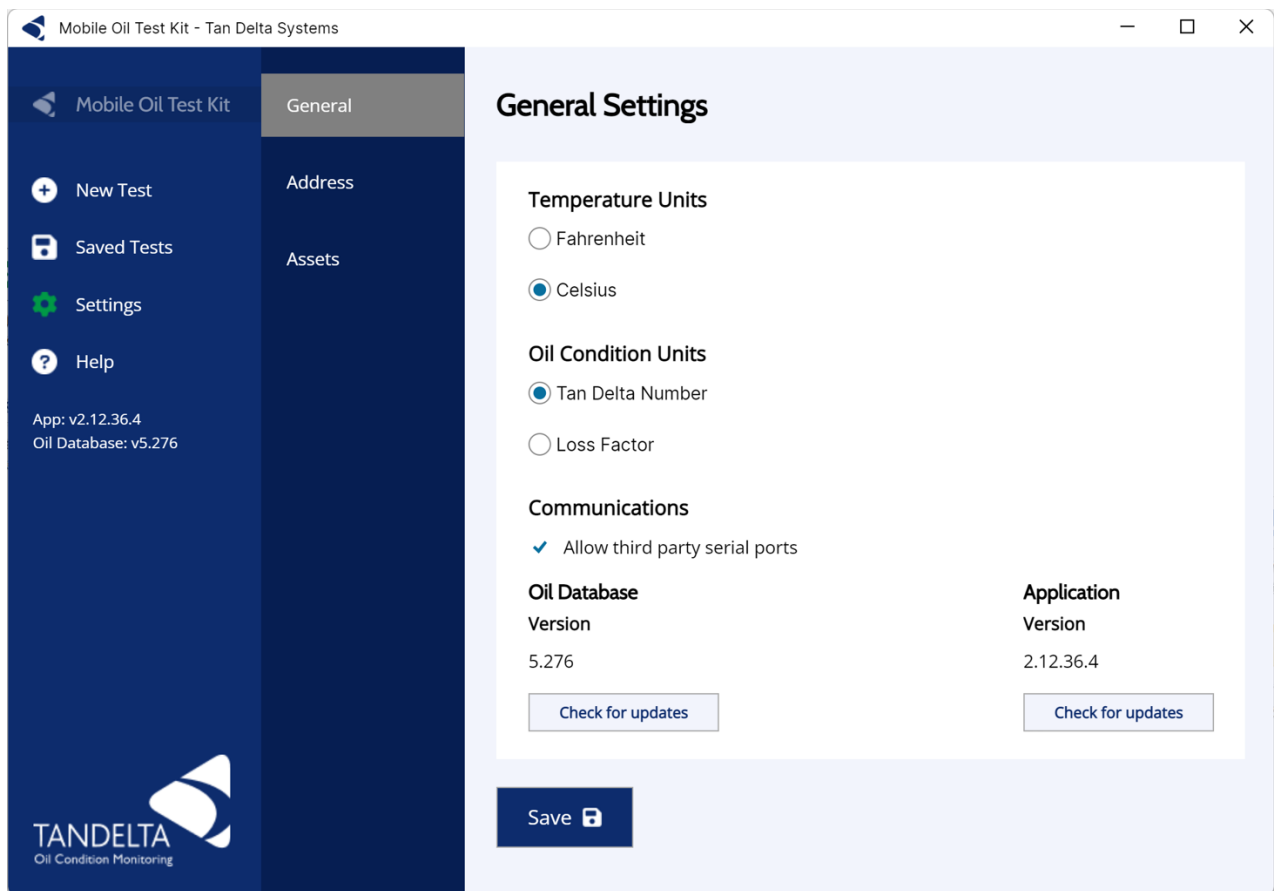 Mobile Oil Test Kit - Tan Delta Systems
Mobile Oil Test Kit
New Test
Saved Tests
Settings
Help
App: v2.12.36.4
Oil Database: v5.276
TANDELTA
Oil Condition Monitoring
General
Address
Assets
General Settings
Temperature Units
Fahrenheit
Celsius
Oil Condition Units
Tan Delta Number
Loss Factor
Communications
Allow third party serial ports
Oil Database
Version
5.276
Check for updates
Application
Version
2.12.36.4
Check for updates
Save